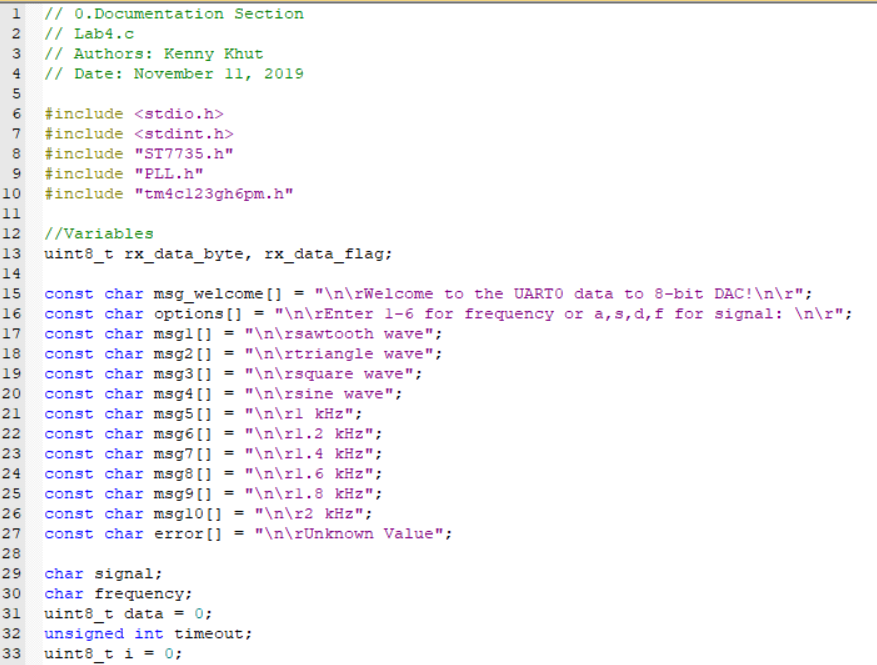 1 // 0.Documentation Section
2 // Lab4.c
3 // Authors: Kenny Khut
4 // Date: November 11, 2019
5
6 #include <stdio.h>
7 #include <stdint.h>
8 #include "ST7735.h"
9 #include "PLL.h"
10 #include "tm4c123gh6pm.h"
11
12 //Variables
13 uint8_t rx_data_byte, rx_data_flag;
14
15 const char msg_welcome[] = "\n\rWelcome to the UART0 data to 8-bit DAC!\n\r";
16 const char options[] = "\n\rEnter 1-6 for frequency or a,s,d,f for signal: \n\r";
17 const char msg1[] = "\n\rsawtooth wave";
18 const char msg2[] = "\n\rtriangle wave";
19 const char msg3[] = "\n\rsquare wave";
20 const char msg4[] = "\n\rsine wave";
21 const char msg5[] = "\n\r1 kHz";
22 const char msg6[] = "\n\r1.2 kHz";
23 const char msg7[] = "\n\r1.4 kHz";
24 const char msg8[] = "\n\r1.6 kHz";
25 const char msg9[] = "\n\r1.8 kHz";
26 const char msg10[] = "\n\r2 kHz";
27 const char error[] = "\n\rUnknown Value";
28
29 char signal;
30 char frequency;
31 uint8_t data = 0;
32 unsigned int timeout;
33 uint8_t i = 0;